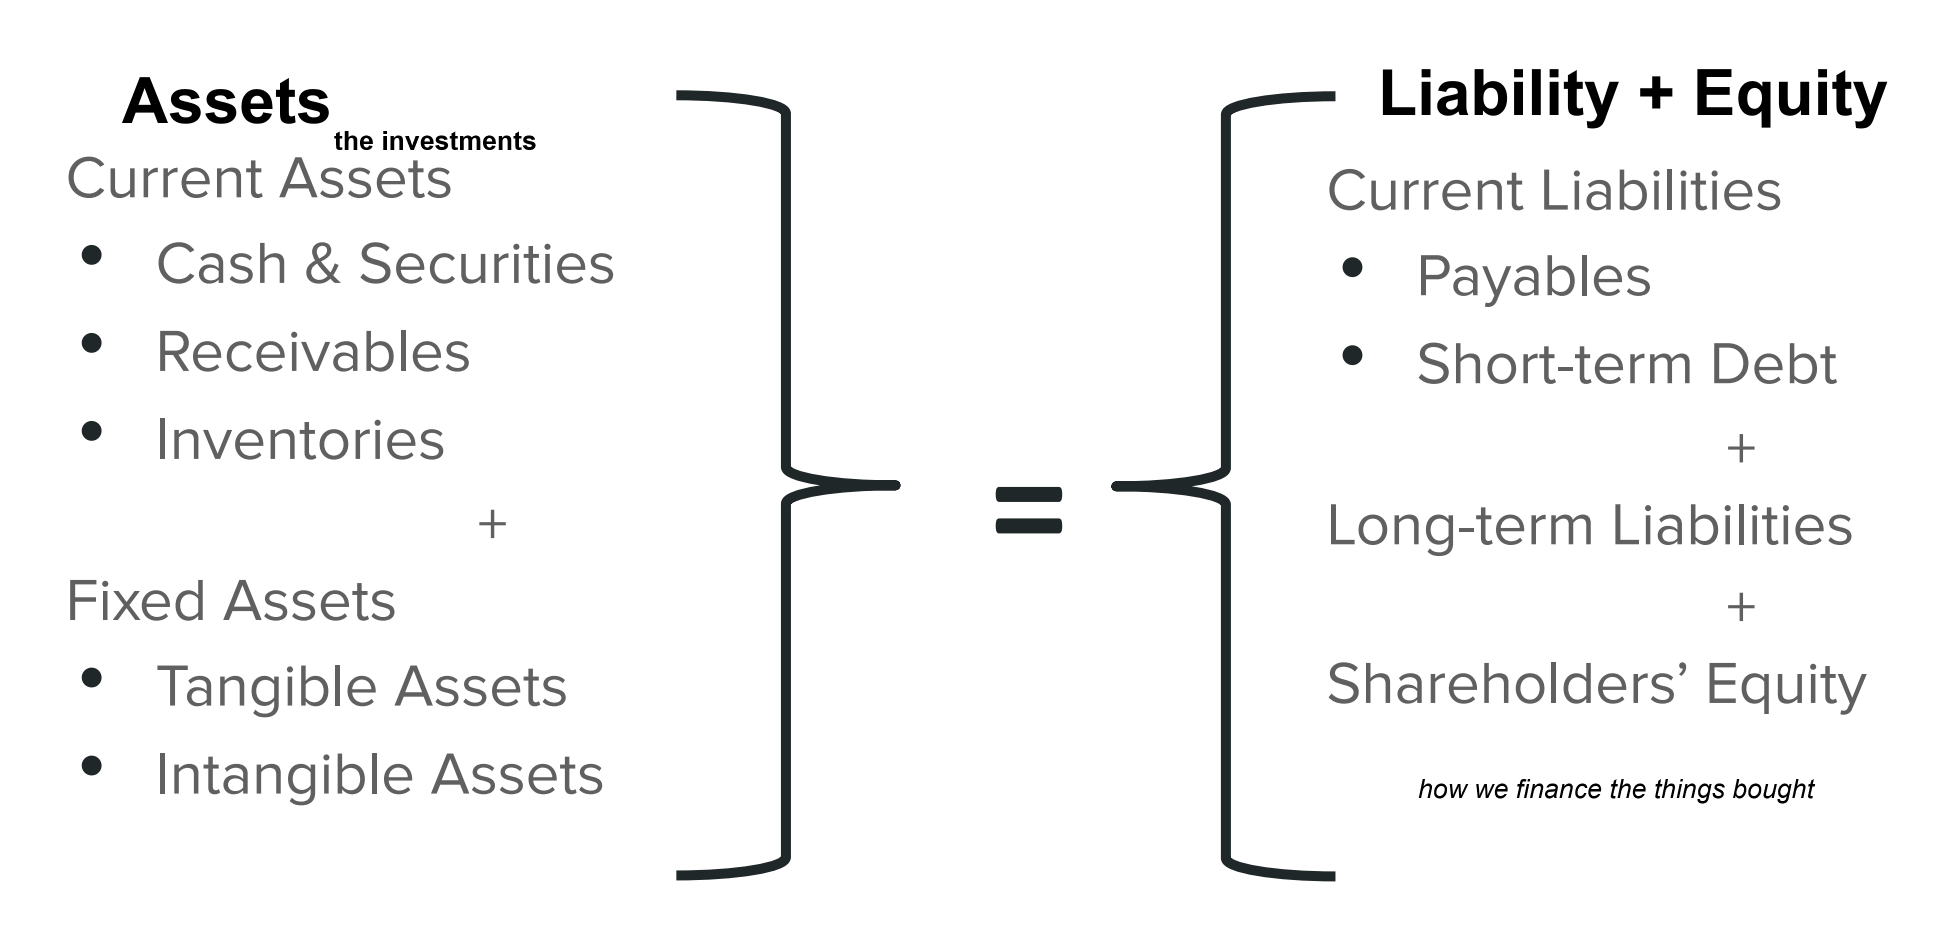 Assets
the investments
Current Assets
• Cash & Securities
• Receivables
• Inventories
+
Fixed Assets
• Tangible Assets
• Intangible Assets
=
Liability + Equity
Current Liabilities
• Payables
• Short-term Debt
+
Long-term Liabilities
+
Shareholders’ Equity
how we finance the things bought